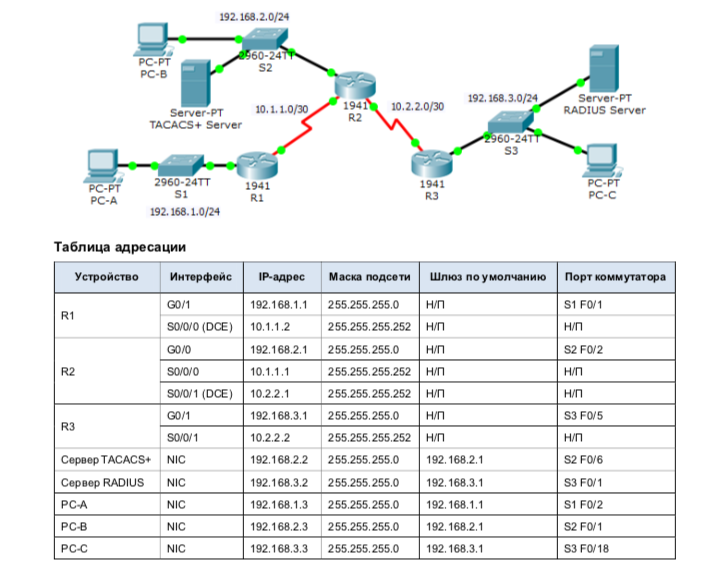 192.168.2.0/24
PC-PT
PC-B
2960-24TT
S2
Server-PT
TACACS+ Server
10.1.1.0/30
1941
R2
10.2.2.0/30
192.168.3.0/24
Server-PT
RADIUS Server
2960-24TT
S3
PC-PT
PC-A
2960-24TT
S1
192.168.1.0/24
1941
R1
1941
R3
PC-PT
PC-C
Таблица адресации
Устройство Интерфейс IP-адрес Маска подсети Шлюз по умолчанию Порт коммутатора
R1 G0/1 192.168.1.1 255.255.255.0 Н/П S1 F0/1
S0/0/0 (DCE) 10.1.1.2 255.255.255.252 Н/П Н/П
R2 G0/0 192.168.2.1 255.255.255.0 Н/П S2 F0/2
S0/0/0 10.1.1.1 255.255.255.252 Н/П Н/П
S0/0/1 (DCE) 10.2.2.1 255.255.255.252 Н/П Н/П
R3 G0/1 192.168.3.1 255.255.255.0 Н/П S3 F0/5
S0/0/1 10.2.2.2 255.255.255.252 Н/П Н/П
Сервер TACACS+ NIC 192.168.2.2 255.255.255.0 192.168.2.1 S2 F0/6
Сервер RADIUS NIC 192.168.3.2 255.255.255.0 192.168.3.1 S3 F0/1
PC-A NIC 192.168.1.3 255.255.255.0 192.168.1.1 S1 F0/2
PC-B NIC 192.168.2.3 255.255.255.0 192.168.2.1 S2 F0/1
PC-C NIC 192.168.3.3 255.255.255.0 192.168.3.1 S3 F0/18